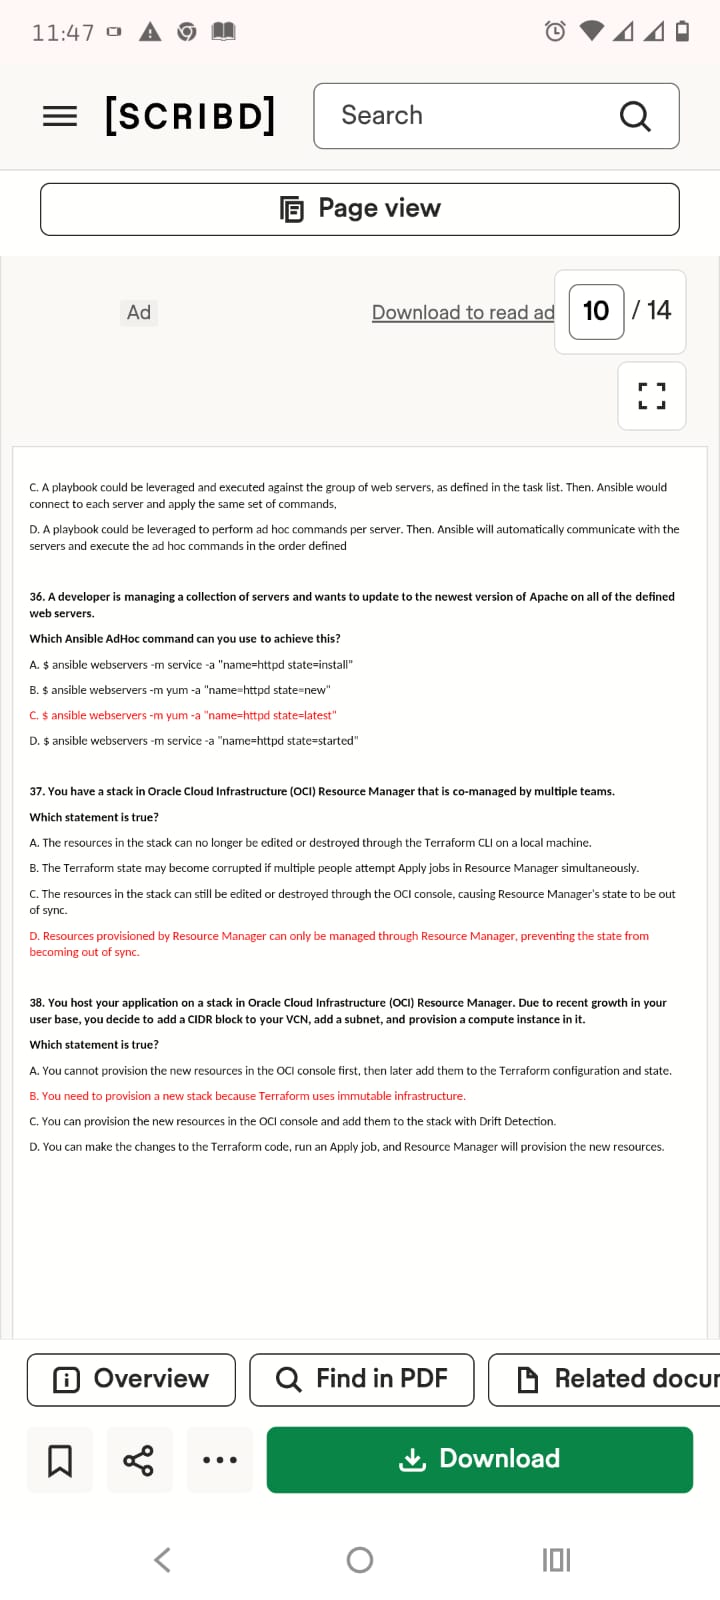 11:47
[SCRIBD]
Search
Page view
Ad
Download to read ad
10 / 14
C. A playbook could be leveraged and executed against the group of web servers, as defined in the task list. Then. Ansible would
connect to each server and apply the same set of commands,
D. A playbook could be leveraged to perform ad hoc commands per server. Then. Ansible will automatically communicate with the
servers and execute the ad hoc commands in the order defined
36. A developer is managing a collection of servers and wants to update to the newest version of Apache on all of the defined
web servers.
Which Ansible AdHoc command can you use to achieve this?
A. $ ansible webservers -m service -a "name=httpd state=install"
B. $ ansible webservers -m yum -a "name=httpd state=new"
C. $ ansible webservers -m yum -a "name=httpd state=latest"
D. $ ansible webservers -m service -a "name=httpd state=started"
37. You have a stack in Oracle Cloud Infrastructure (OCI) Resource Manager that is co-managed by multiple teams.
Which statement is true?
A. The resources in the stack can no longer be edited or destroyed through the Terraform CLI on a local machine.
B. The Terraform state may become corrupted if multiple people attempt Apply jobs in Resource Manager simultaneously.
C. The resources in the stack can still be edited or destroyed through the OCI console, causing Resource Manager's state to be out
of sync.
D. Resources provisioned by Resource Manager can only be managed through Resource Manager, preventing the state from
becoming out of sync.
38. You host your application on a stack in Oracle Cloud Infrastructure (OCI) Resource Manager. Due to recent growth in your
user base, you decide to add a CIDR block to your VCN, add a subnet, and provision a compute instance in it.
Which statement is true?
A. You cannot provision the new resources in the OCI console first, then later add them to the Terraform configuration and state.
B. You need to provision a new stack because Terraform uses immutable infrastructure.
C. You can provision the new resources in the OCI console and add them to the stack with Drift Detection.
D. You can make the changes to the Terraform code, run an Apply job, and Resource Manager will provision the new resources.
Overview
Find in PDF
Related docur
Download